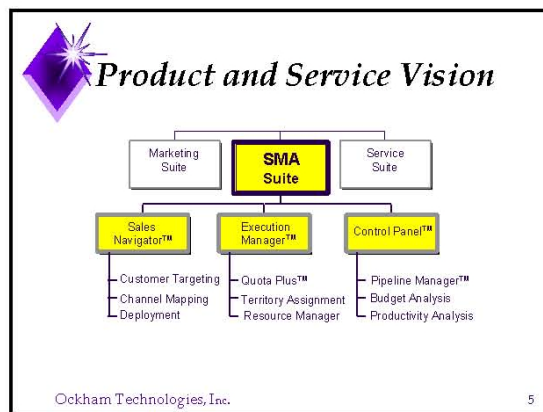 Product and Service Vision
Marketing
Suite
SMA
Suite
Service
Suite
Sales
Navigator™
Execution
Manager™
Control Panel™
Customer Targeting
Channel Mapping
Deployment
Quota Plus™
Territory Assignment
Resource Manager
Pipeline Manager™
Budget Analysis
Productivity Analysis
Ockham Technologies, Inc.
5